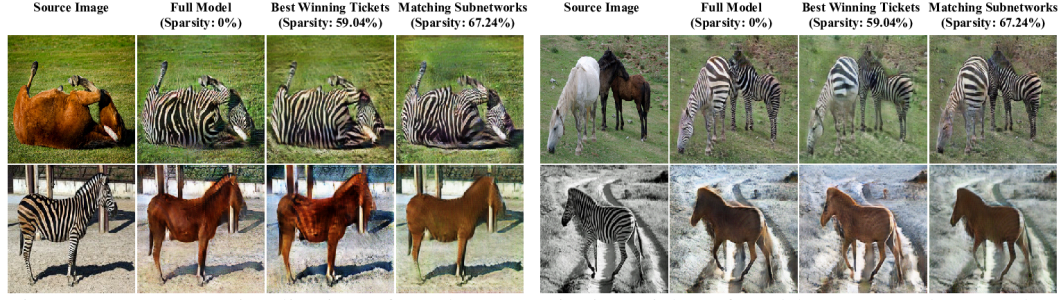 Source Image Full Model Best Winning Tickets Matching Subnetworks Source Image Full Model Best Winning Tickets Matching Subnetworks
(Sparsity: 0%) (Sparsity: 59.04%) (Sparsity: 67.24%) (Sparsity: 0%) (Sparsity: 59.04%) (Sparsity: 67.24%)